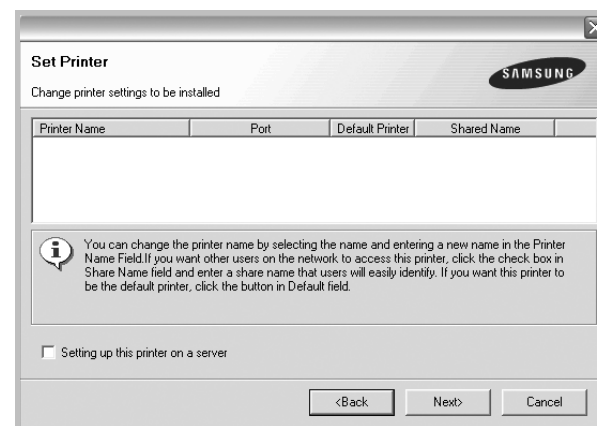 Set Printer
SAMSUNG
Change printer settings to be installed
Printer Name Port Default Printer Shared Name
You can change the printer name by selecting the name and entering a new name in the Printer
Name Field.If you want other users on the network to access this printer, click the check box in
Share Name field and enter a share name that users will easily identify. If you want this printer to
be the default printer, click the button in Default field.
Setting up this printer on a server
<Back Next> Cancel